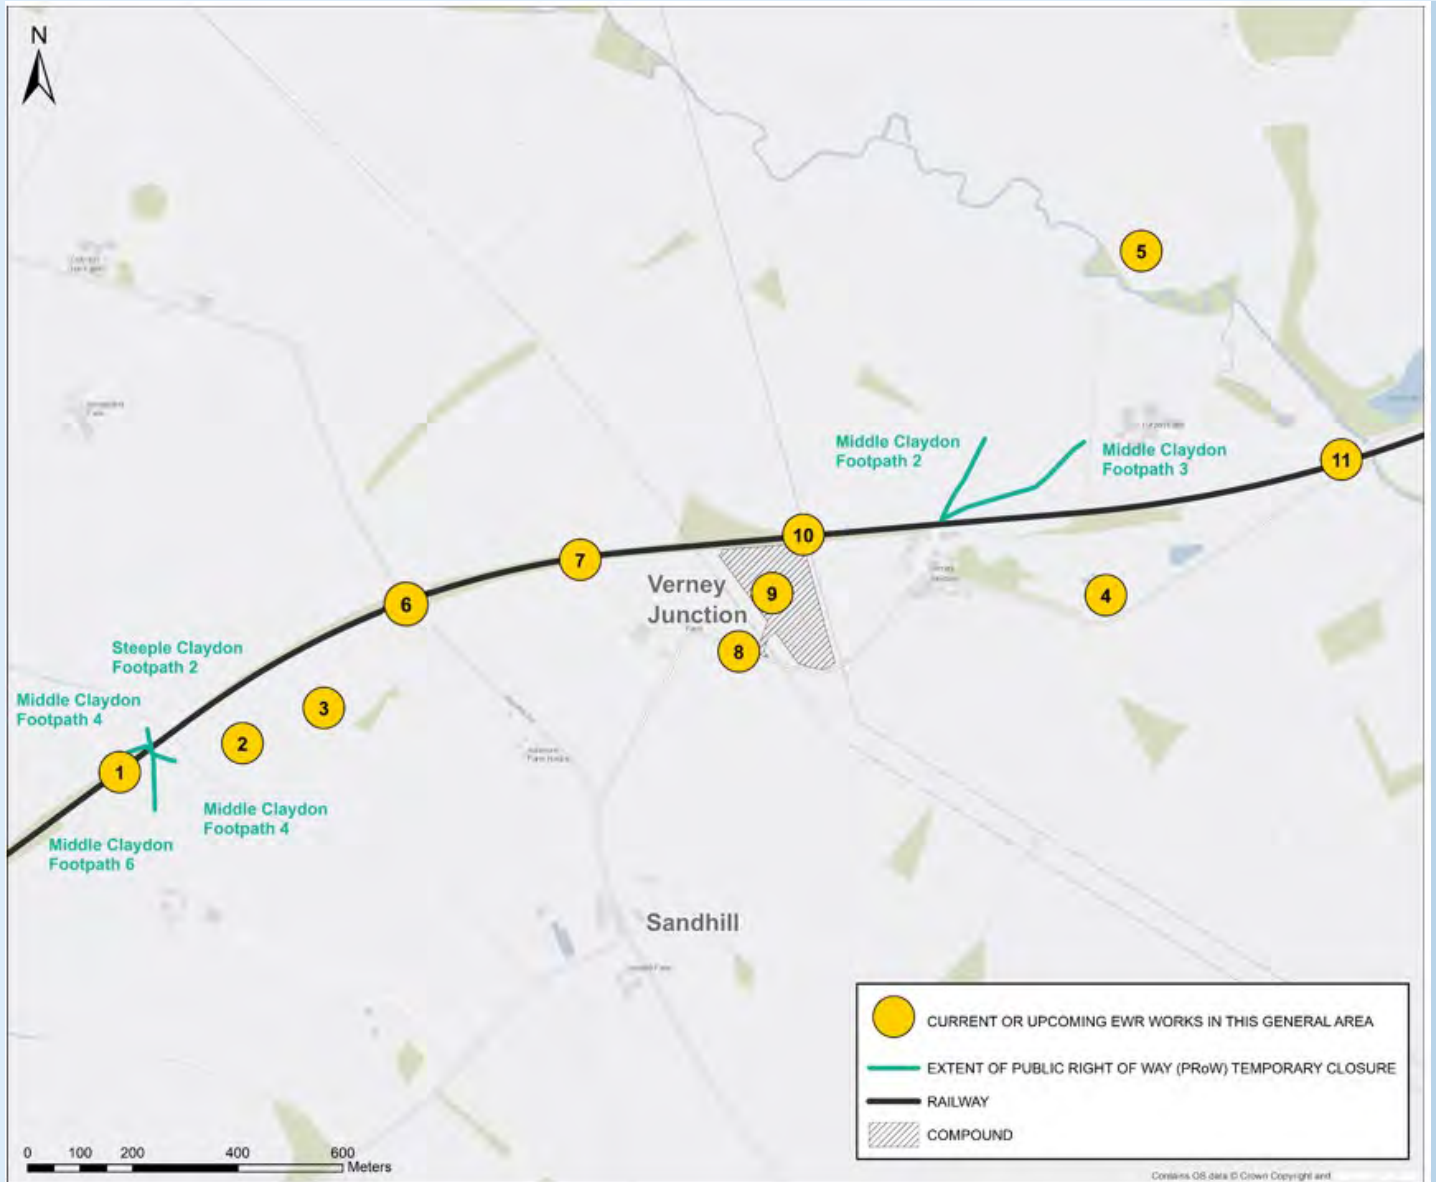 N
5
Middle Claydon
Footpath 2
Middle Claydon
Footpath 3
11
10
7
Verney
Junction
9
4
6
8
Steeple Claydon
Footpath 2
Middle Claydon
Footpath 4
3
2
1
Middle Claydon
Footpath 4
Middle Claydon
Footpath 6
Sandhill
CURRENT OR UPCOMING EWR WORKS IN THIS GENERAL AREA
EXTENT OF PUBLIC RIGHT OF WAY (PRoW) TEMPORARY CLOSURE
RAILWAY
COMPOUND
0 100 200 400 600
Meters
Contains OS data © Crown Copyright and